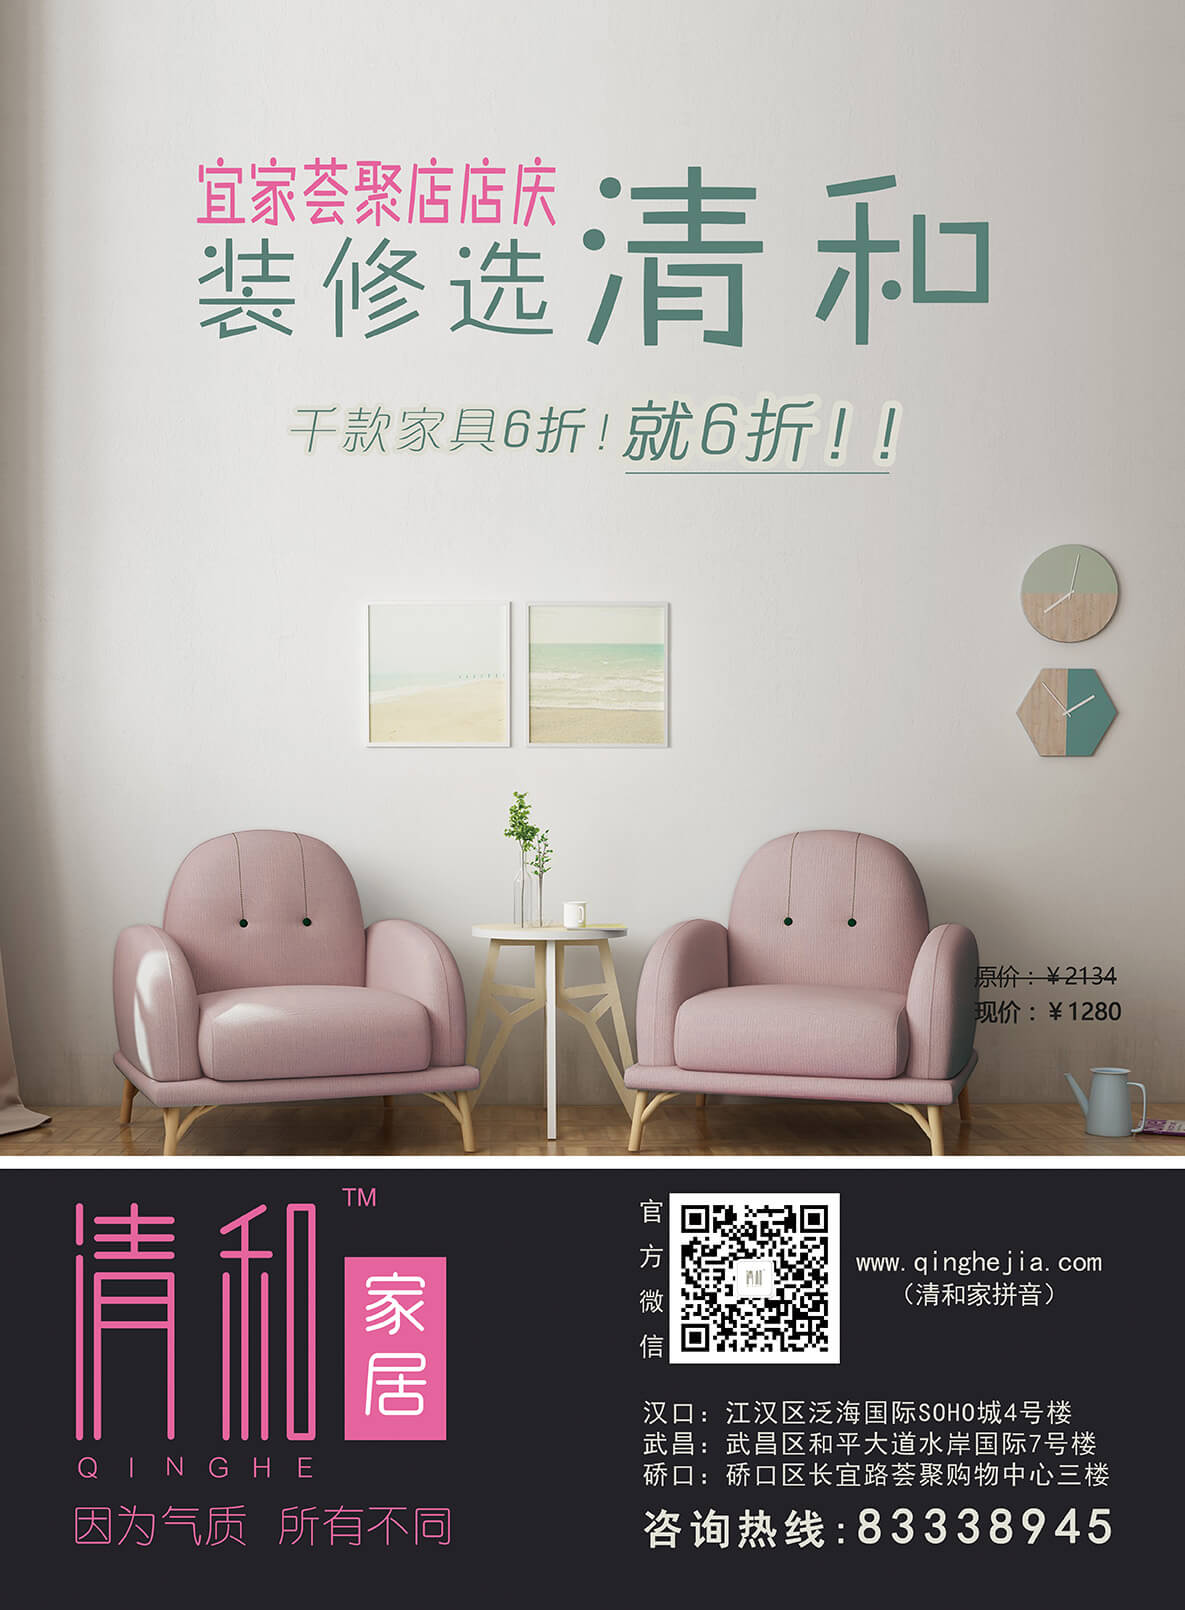 宜家荟聚店店庆
装修选清和
千款家具6折!就6折!!
原价：￥2134
现价：￥1280
清和TM
家居
QINGHE
因为气质 所有不同
官方微信
www.qinghejia.com
（清和家拼音）
汉口：江汉区泛海国际SOHO城4号楼
武昌：武昌区和平大道水岸国际7号楼
硚口：硚口区长宜路荟聚购物中心三楼
咨询热线:83338945